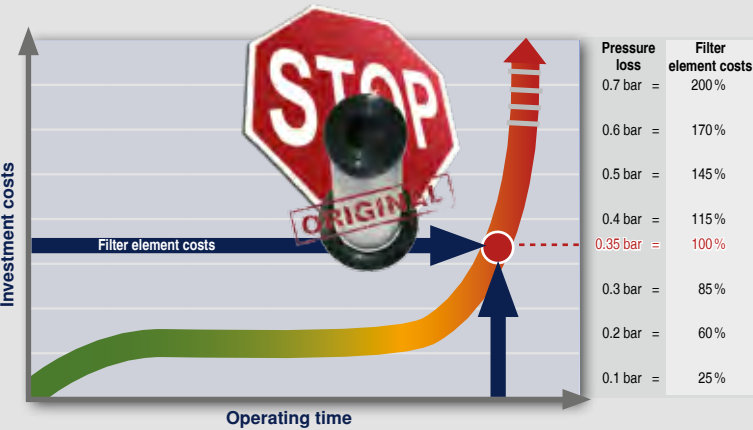 STOP
ORIGINAL
Investment costs
Filter element costs
Operating time
Pressure loss Filter element costs
0.7 bar = 200 %
0.6 bar = 170 %
0.5 bar = 145 %
0.4 bar = 115 %
0.35 bar = 100 %
0.3 bar = 85 %
0.2 bar = 60 %
0.1 bar = 25 %